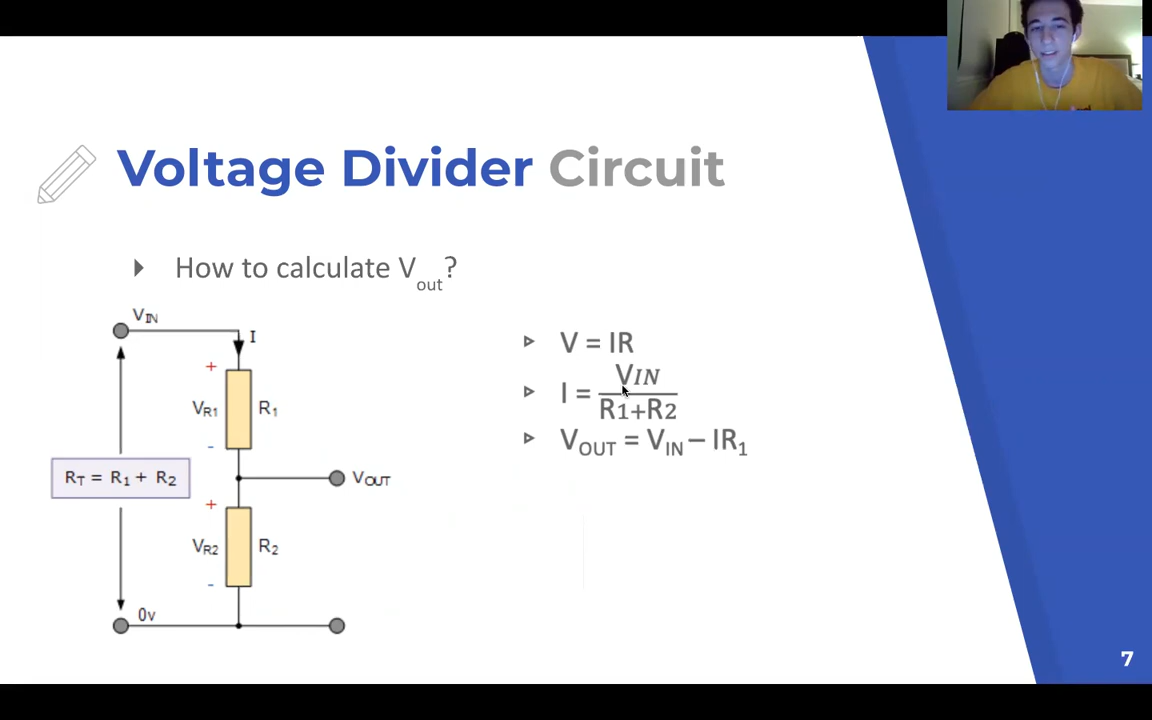 Voltage Divider Circuit
How to calculate Vout?
VIN
I
+
VR1
R1
-
RT = R1 + R2
VOUT
+
VR2
R2
-
0v
V = IR
I = VIN
R1+R2
VOUT = VIN – IR1
7